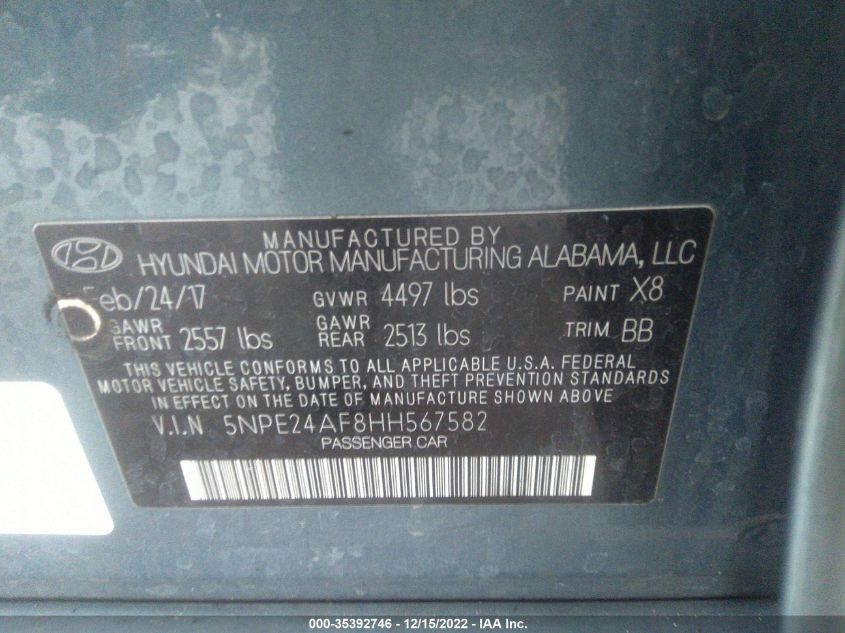 MANUFACTURED BY
HYUNDAI MOTOR MANUFACTURING ALABAMA, LLC
Feb/24/17 GVWR 4497 lbs PAINT X8
GAWR FRONT 2557 lbs GAWR REAR 2513 lbs TRIM BB
THIS VEHICLE CONFORMS TO ALL APPLICABLE U.S.A. FEDERAL
MOTOR VEHICLE SAFETY, BUMPER, AND THEFT PREVENTION STANDARDS
IN EFFECT ON THE DATE OF MANUFACTURE SHOWN ABOVE
V.I.N 5NPE24AF8HH567582
PASSENGER CAR
000-35392746 - 12/15/2022 - IAA Inc.